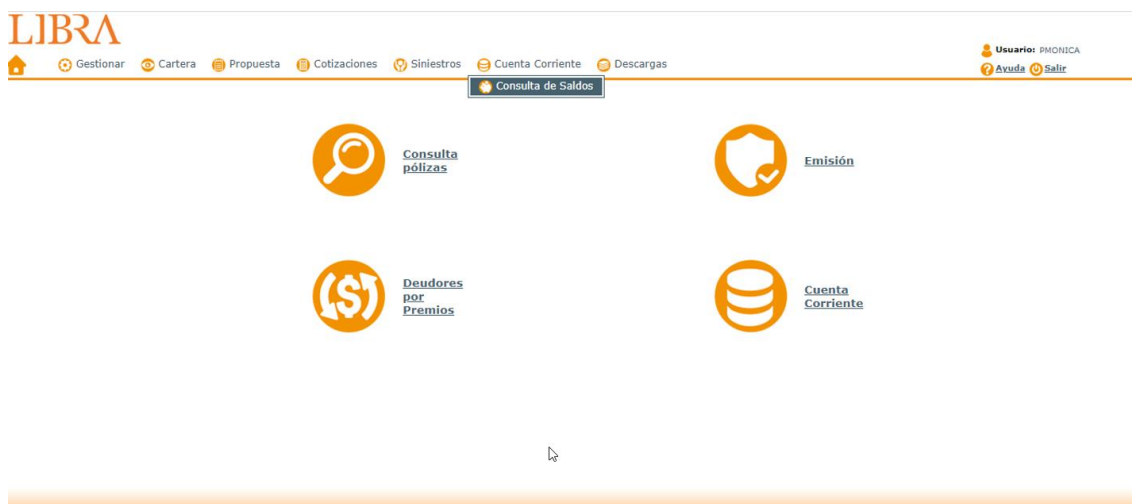 LIBRA
Usuario: PMONICA
Gestionar Cartera Propuesta Cotizaciones Siniestros Cuenta Corriente Descargas
Ayuda Salir
Consulta de Saldos
Consulta
pólizas
Emisión
Deudores
por
Premios
Cuenta
Corriente